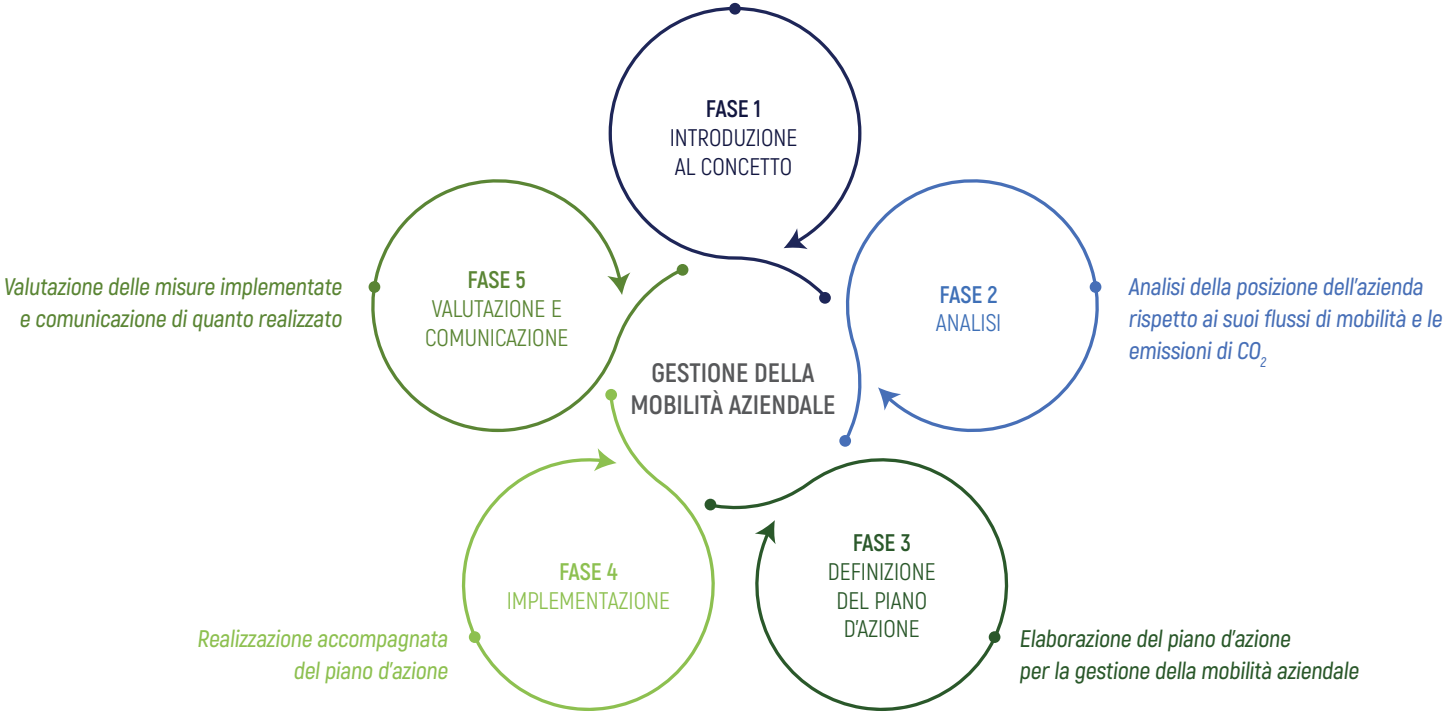 FASE 1
INTRODUZIONE
AL CONCETTO
FASE 2
ANALISI
Analisi della posizione dell'azienda
rispetto ai suoi flussi di mobilità e le
emissioni di CO₂
FASE 3
DEFINIZIONE
DEL PIANO
D'AZIONE
Elaborazione del piano d'azione
per la gestione della mobilità aziendale
FASE 4
IMPLEMENTAZIONE
Realizzazione accompagnata
del piano d'azione
FASE 5
VALUTAZIONE E
COMUNICAZIONE
Valutazione delle misure implementate
e comunicazione di quanto realizzato
GESTIONE DELLA
MOBILITÀ AZIENDALE